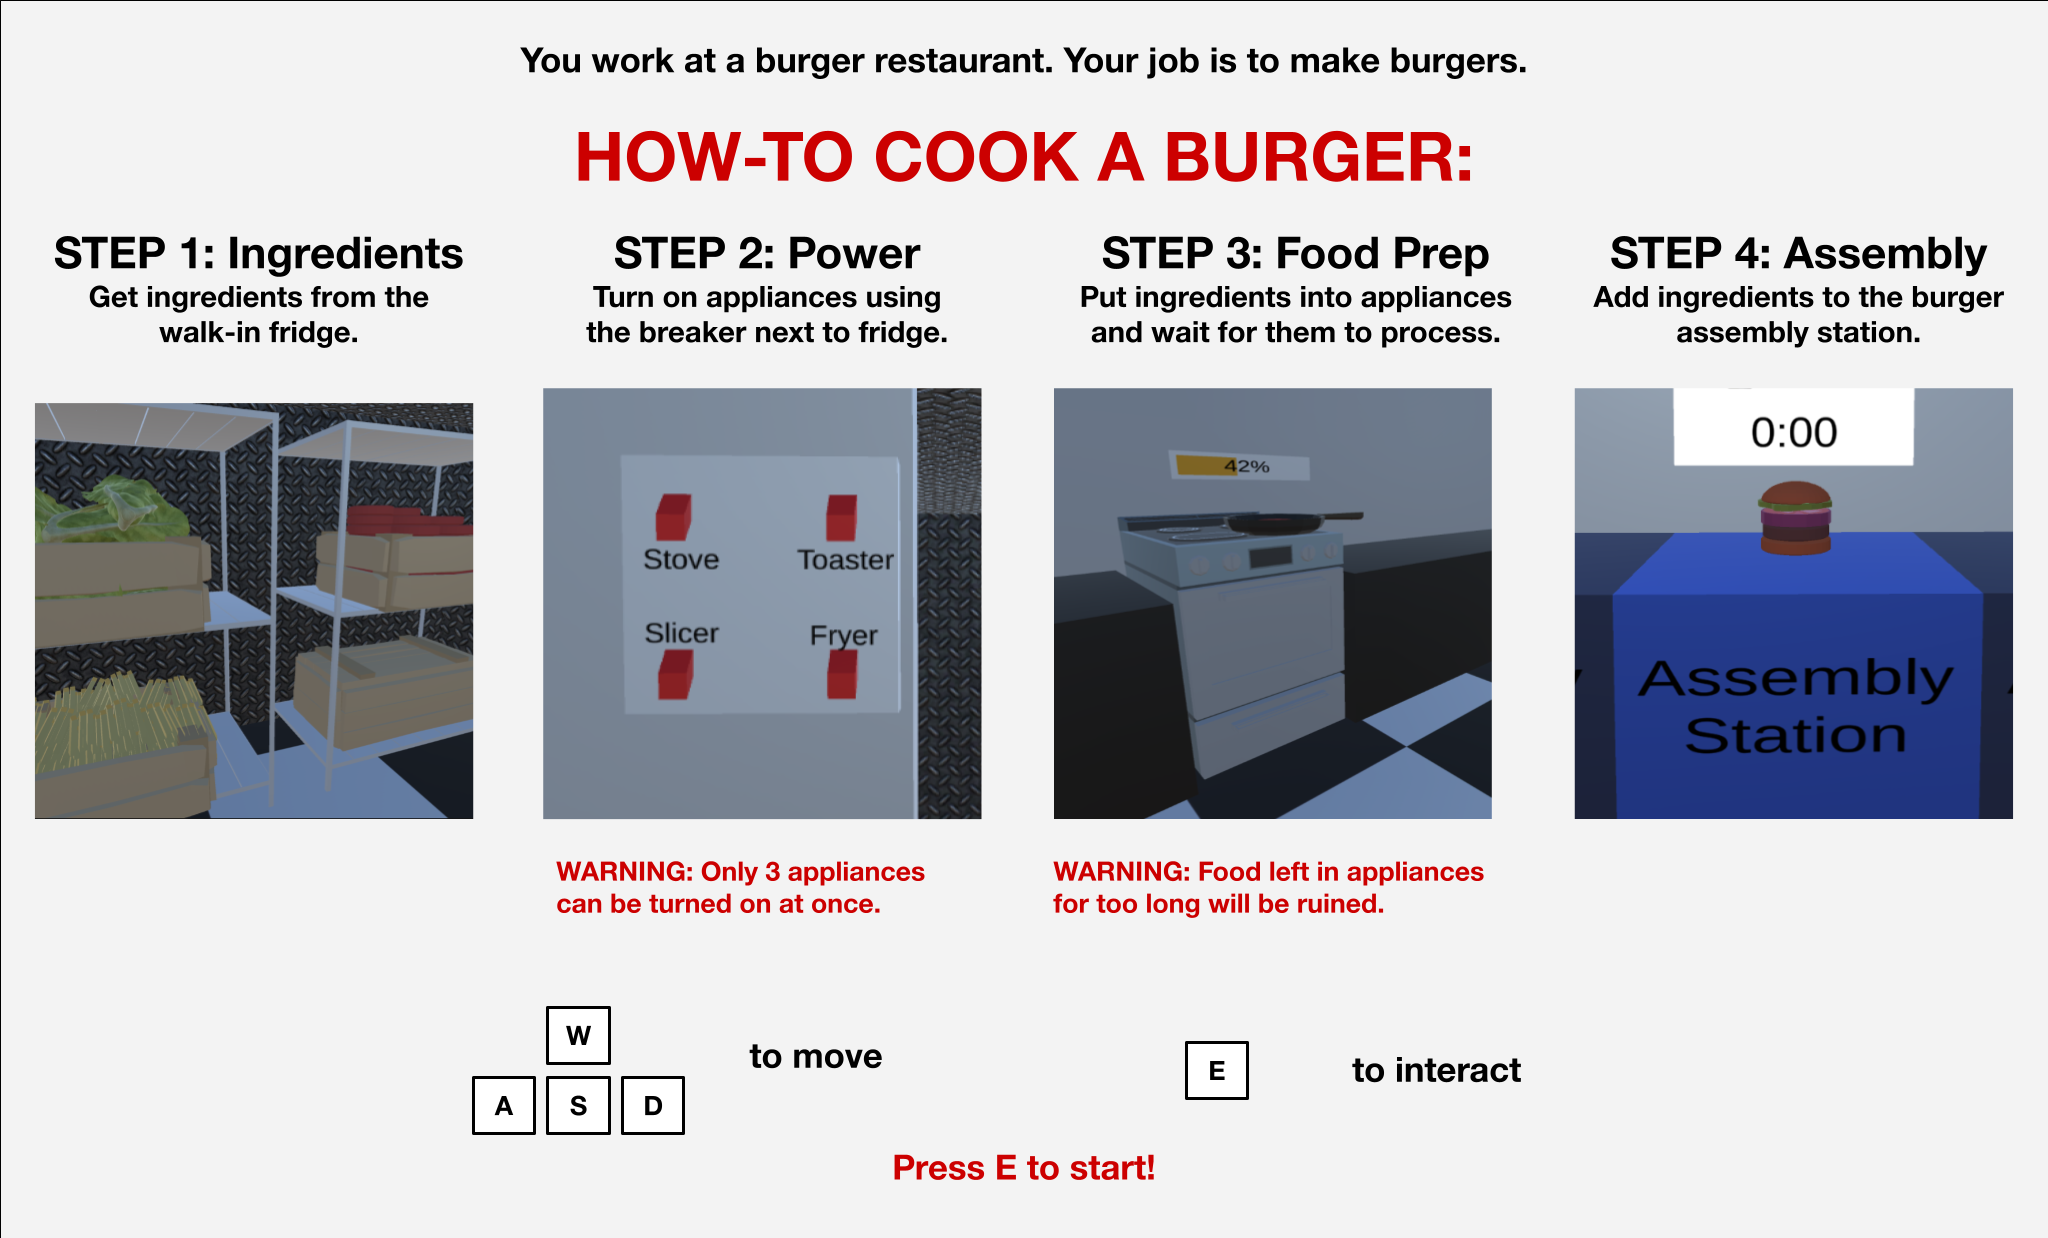 You work at a burger restaurant. Your job is to make burgers.
HOW-TO COOK A BURGER:
STEP 1: Ingredients
Get ingredients from the
walk-in fridge.
STEP 2: Power
Turn on appliances using
the breaker next to fridge.
Stove
Toaster
Slicer
Fryer
WARNING: Only 3 appliances
can be turned on at once.
STEP 3: Food Prep
Put ingredients into appliances
and wait for them to process.
42%
WARNING: Food left in appliances
for too long will be ruined.
STEP 4: Assembly
Add ingredients to the burger
assembly station.
0:00
Assembly
Station
W
A S D
to move
E
to interact
Press E to start!